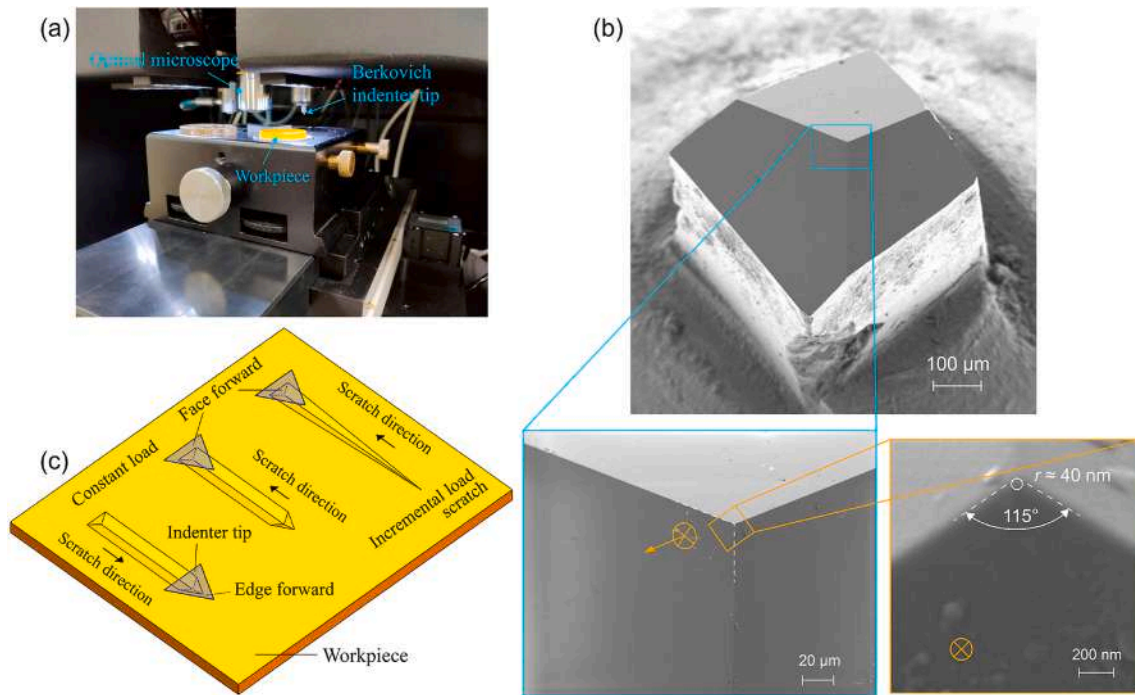 (a)
Optical microscope
Berkovich
indenter tip
Workpiece
(b)
100 µm
(c)
Face forward
Scratch direction
Constant load
Scratch direction
Incremental load
scratch
Indenter tip
Scratch direction
Edge forward
Workpiece
20 µm
r ≈ 40 nm
115°
200 nm